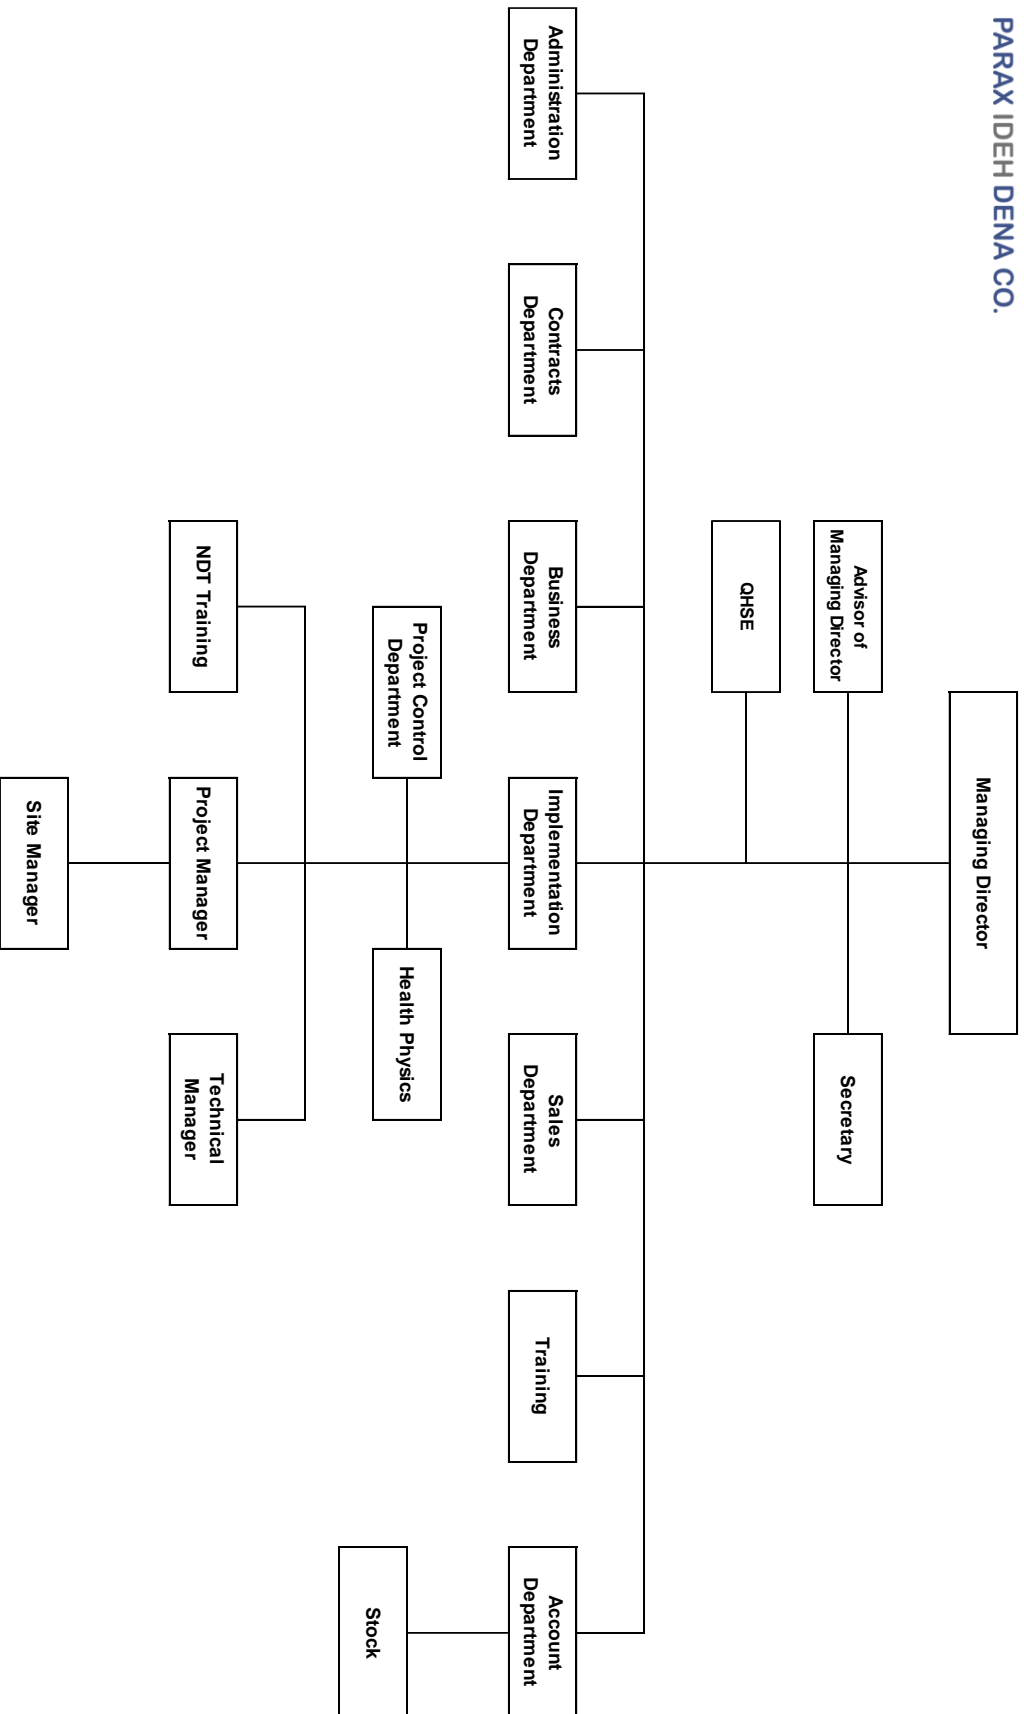 PARAX IDEH DENA CO.
Managing Director
Advisor of
Managing Director
Secretary
QHSE
Administration
Department
Contracts
Department
Business
Department
Implementation
Department
Sales
Department
Training
Account
Department
Project Control
Department
Health Physics
Stock
NDT Training
Project Manager
Technical
Manager
Site Manager